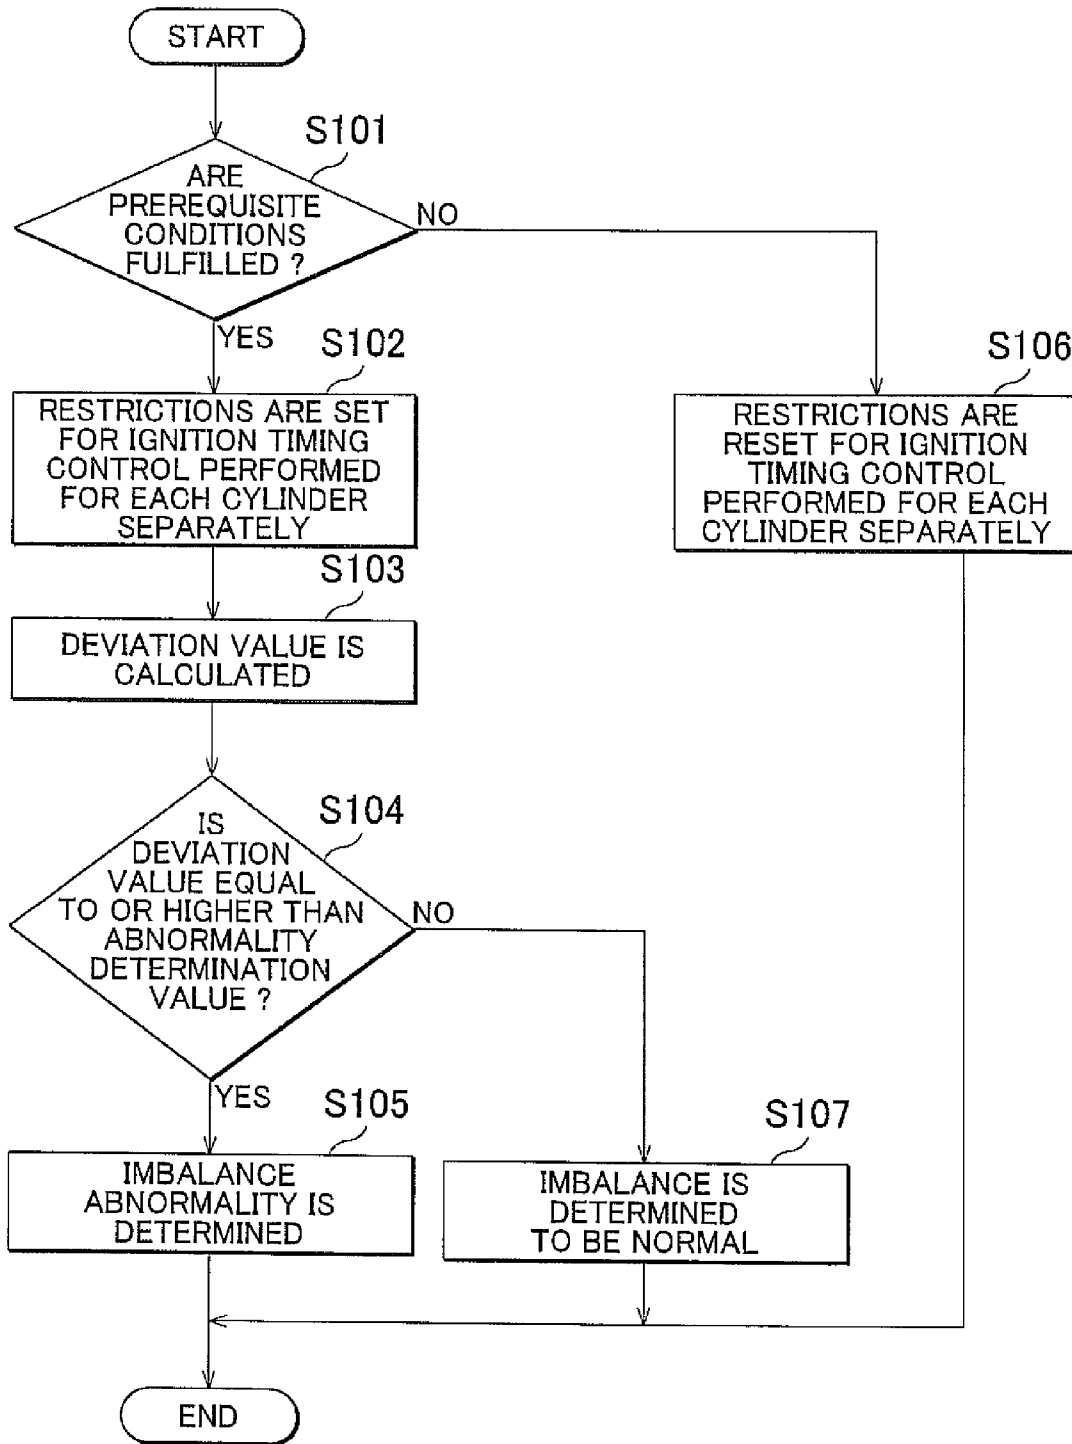 START
S101
ARE
PREREQUISITE
CONDITIONS
FULFILLED ?
NO
YES
S102
RESTRICTIONS ARE SET
FOR IGNITION TIMING
CONTROL PERFORMED
FOR EACH CYLINDER
SEPARATELY
S106
RESTRICTIONS ARE
RESET FOR IGNITION
TIMING CONTROL
PERFORMED FOR EACH
CYLINDER SEPARATELY
S103
DEVIATION VALUE IS
CALCULATED
S104
IS
DEVIATION
VALUE EQUAL
TO OR HIGHER THAN
ABNORMALITY
DETERMINATION
VALUE ?
NO
YES
S105
IMBALANCE
ABNORMALITY IS
DETERMINED
S107
IMBALANCE IS
DETERMINED
TO BE NORMAL
END